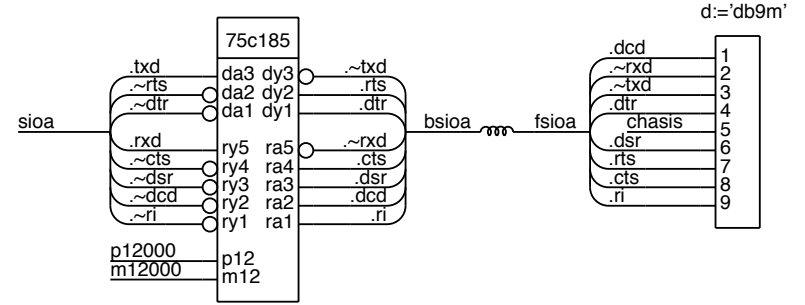 d:='db9m'
75c185
.txd da3 dy3 .~txd .dcd 1
.~rts da2 dy2 .rts .~rxd 2
.~dtr da1 dy1 .dtr .~txd 3
.dtr 4
sioa bsioa fsioa chasis 5
.rxd ry5 ra5 .~rxd .dsr 6
.~cts ry4 ra4 .cts .rts 7
.~dsr ry3 ra3 .dsr .cts 8
.~dcd ry2 ra2 .dcd .ri 9
.~ri ry1 ra1 .ri
p12000 p12
m12000 m12